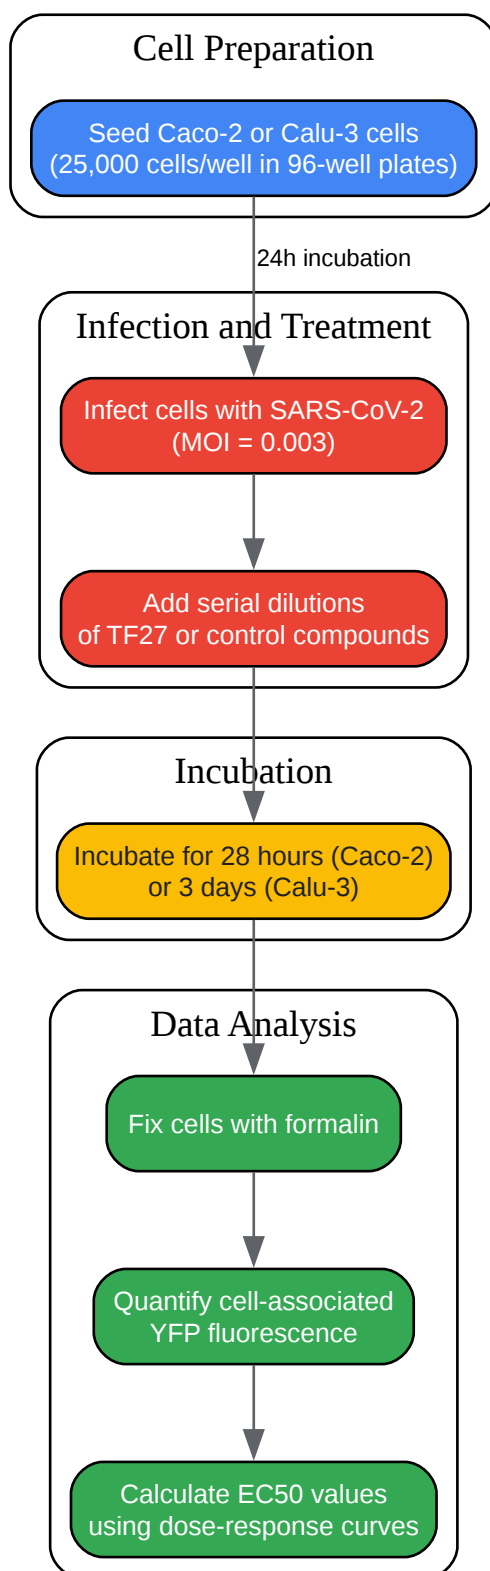 Cell Preparation
Seed Caco-2 or Calu-3 cells
(25,000 cells/well in 96-well plates)
24h incubation
Infection and Treatment
Infect cells with SARS-CoV-2
(MOI = 0.003)
Add serial dilutions
of TF27 or control compounds
Incubation
Incubate for 28 hours (Caco-2)
or 3 days (Calu-3)
Data Analysis
Fix cells with formalin
Quantify cell-associated
YFP fluorescence
Calculate EC50 values
using dose-response curves